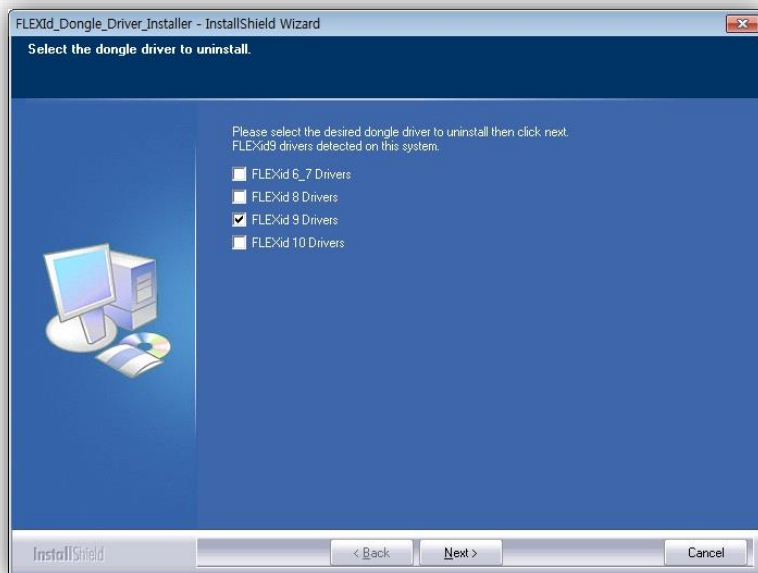 FLEXId_Dongle_Driver_Installer - InstallShield Wizard
Select the dongle driver to uninstall.
Please select the desired dongle driver to uninstall then click next.
FLEXid9 drivers detected on this system.
FLEXid 6_7 Drivers
FLEXid 8 Drivers
FLEXid 9 Drivers
FLEXid 10 Drivers
InstallShield
< Back
Next >
Cancel